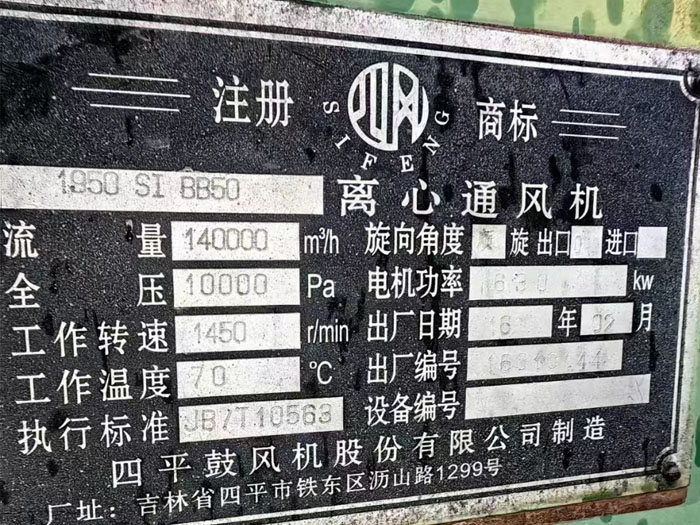 注册 SIFENG 商标
1950 SI BB50 离心通风机
流量 140000 m³/h 旋向角度 旋 出口 进口
全压 10000 Pa 电机功率 kw
工作转速 1450 r/min 出厂日期 16 年 02 月
工作温度 70 ℃ 出厂编号
执行标准 JB/T10563 设备编号
四平鼓风机股份有限公司制造
厂址：吉林省四平市铁东区沥山路1299号